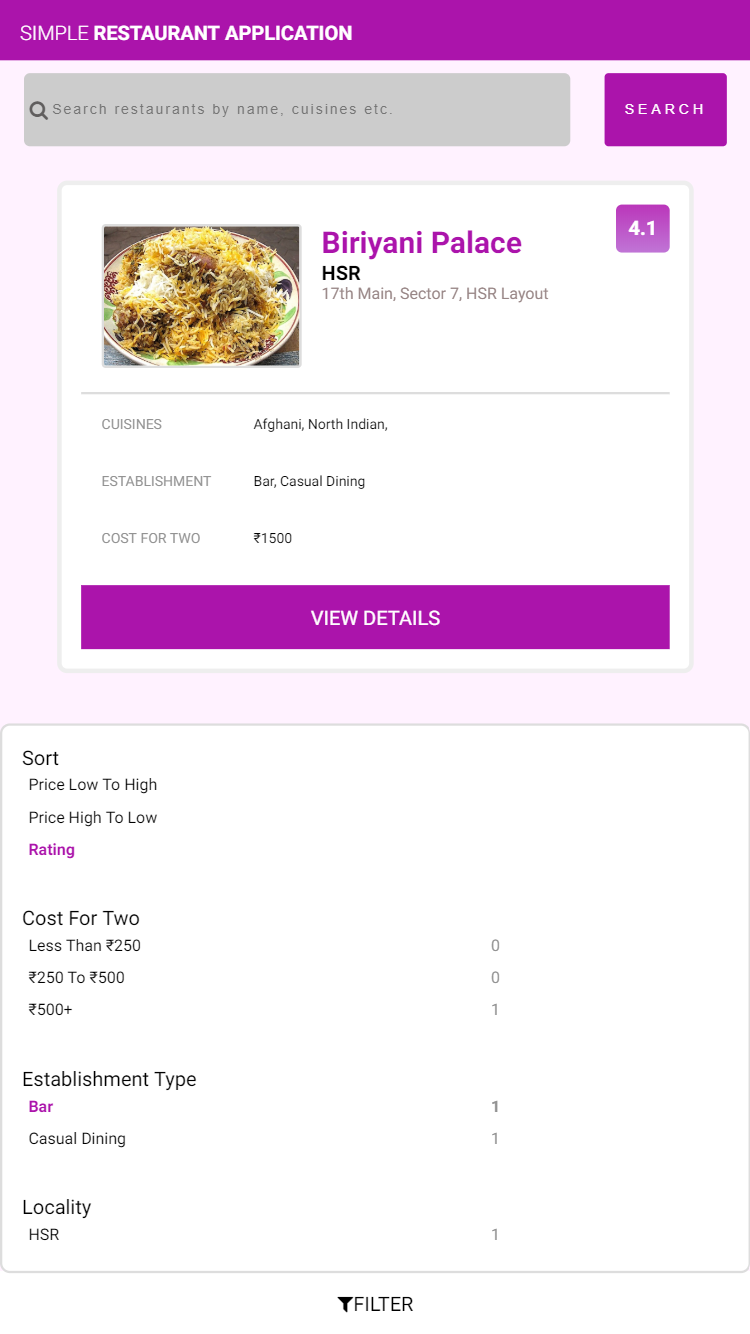 SIMPLE RESTAURANT APPLICATION
Search restaurants by name, cuisines etc.
SEARCH
Biriyani Palace
4.1
HSR
17th Main, Sector 7, HSR Layout
CUISINES Afghani, North Indian,
ESTABLISHMENT Bar, Casual Dining
COST FOR TWO ₹1500
VIEW DETAILS
Sort
Price Low To High
Price High To Low
Rating
Cost For Two
Less Than ₹250 0
₹250 To ₹500 0
₹500+ 1
Establishment Type
Bar 1
Casual Dining 1
Locality
HSR 1
FILTER